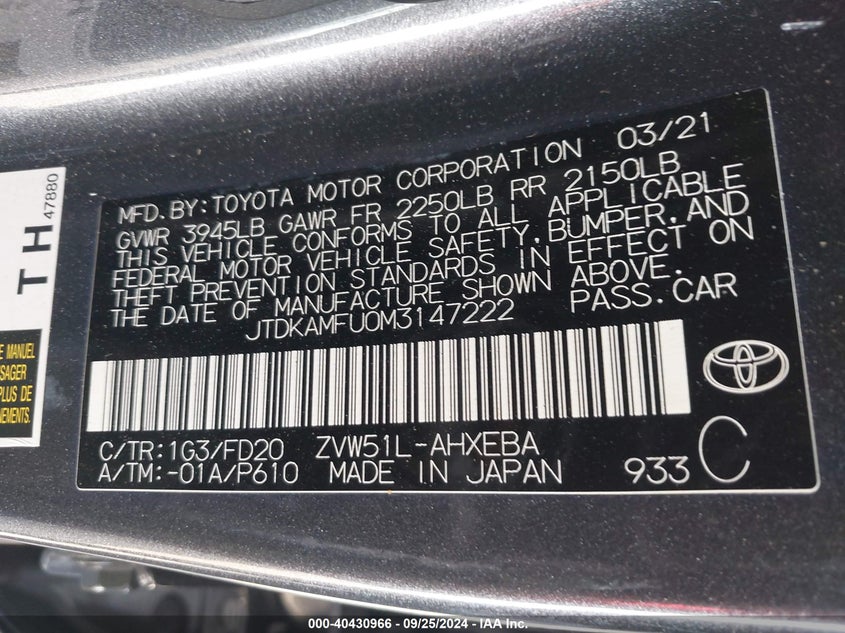 MFD. BY: TOYOTA MOTOR CORPORATION 03/21
GVWR 3945LB GAWR FR 2250LB RR 2150LB
THIS VEHICLE CONFORMS TO ALL APPLICABLE
FEDERAL MOTOR VEHICLE SAFETY, BUMPER, AND
THEFT PREVENTION STANDARDS IN EFFECT ON
THE DATE OF MANUFACTURE SHOWN ABOVE.
JTDKAMFU0M3147222 PASS.CAR
C/TR:1G3/FD20 ZVW51L-AHXEBA
A/TM:-01A/P610 MADE IN JAPAN 933 C
TH
47880
E MANUEL
SAGER
PLUS DE
NEMENTS.
000-40430966 - 09/25/2024 - IAA Inc.